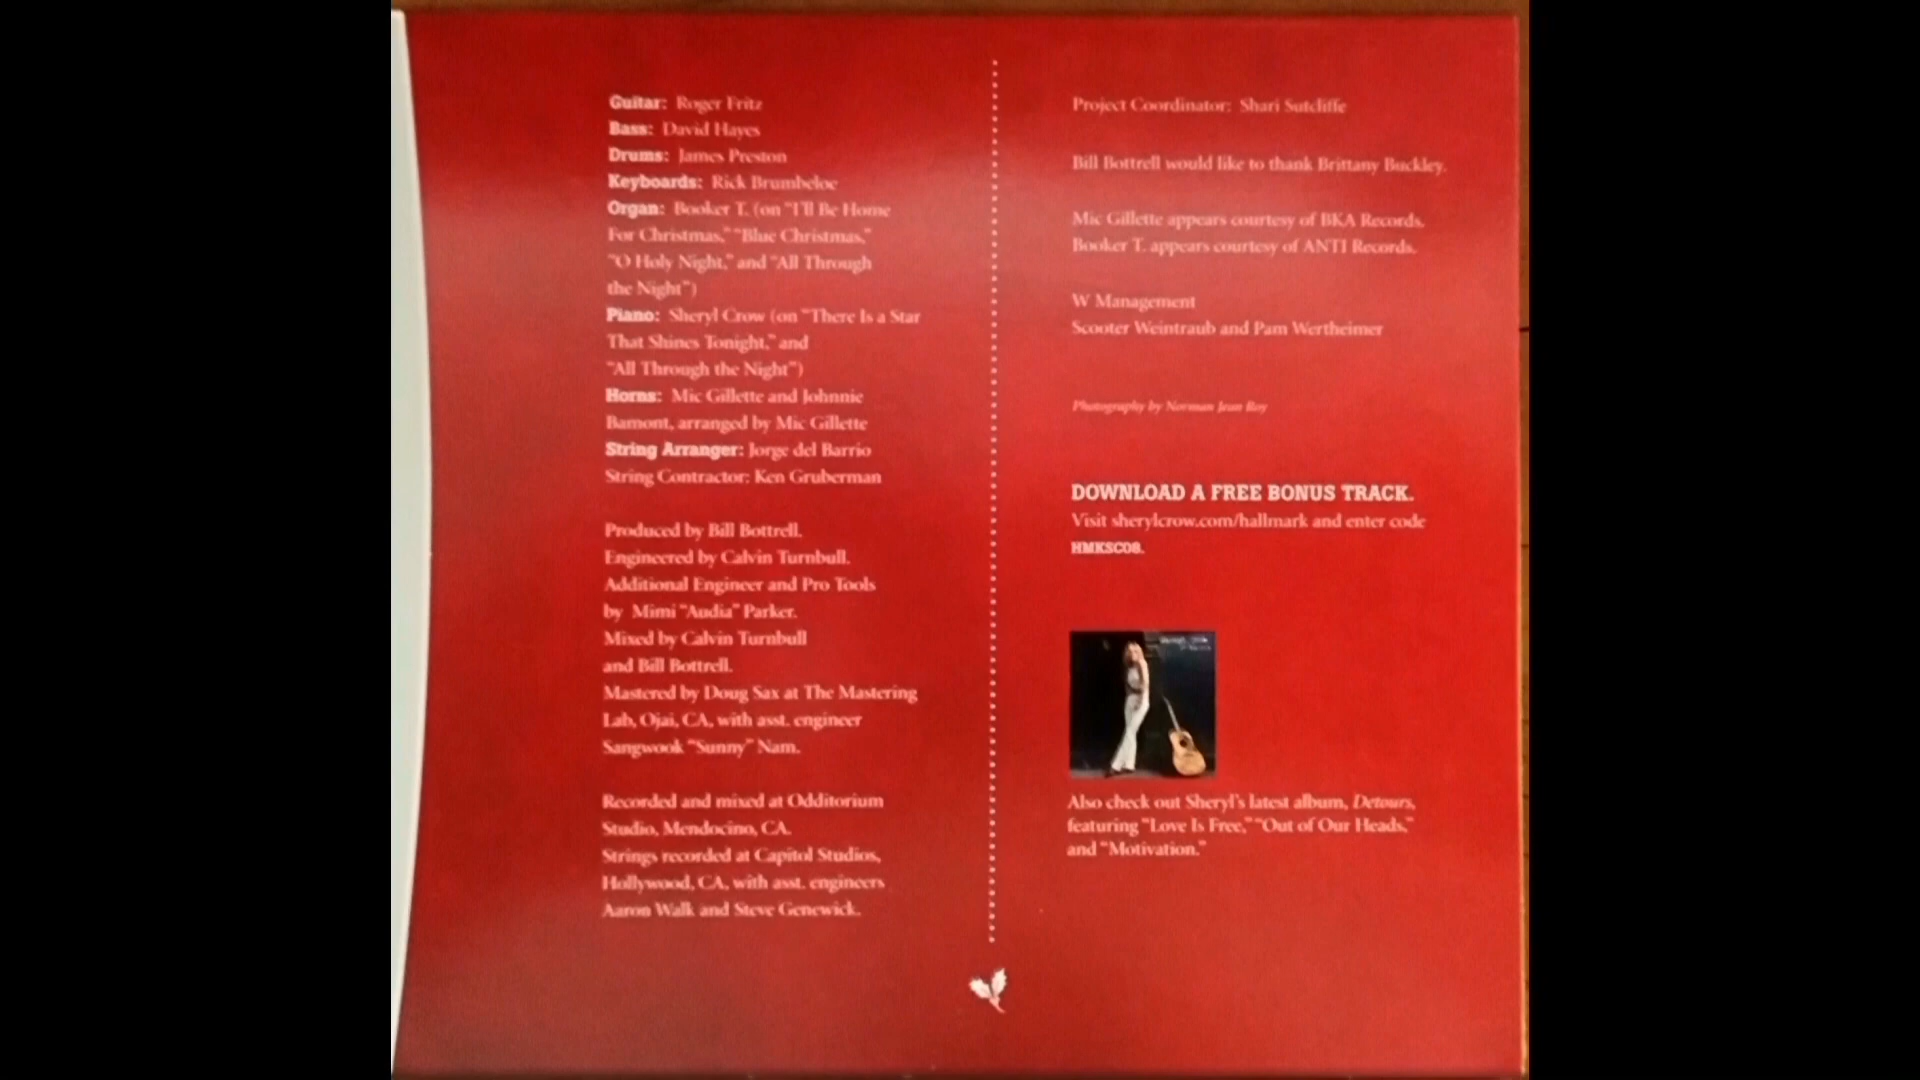 Guitar: Roger Fritz
Bass: David Hayes
Drums: James Preston
Keyboards: Rick Brumbeloe
Organ: Booker T. (on "I'll Be Home
For Christmas," "Blue Christmas,"
"O Holy Night," and "All Through
the Night")
Piano: Sheryl Crow (on "There Is a Star
That Shines Tonight," and
"All Through the Night")
Horns: Mic Gillette and Johnnie
Bamont, arranged by Mic Gillette
String Arranger: Jorge del Barrio
String Contractor: Ken Gruberman
Produced by Bill Bottrell.
Engineered by Calvin Turnbull.
Additional Engineer and Pro Tools
by Mimi "Audia" Parker.
Mixed by Calvin Turnbull
and Bill Bottrell.
Mastered by Doug Sax at The Mastering
Lab, Ojai, CA, with asst. engineer
Sangwook "Sunny" Nam.
Recorded and mixed at Odditorium
Studio, Mendocino, CA.
Strings recorded at Capitol Studios,
Hollywood, CA, with asst. engineers
Aaron Walk and Steve Genewick.
Project Coordinator: Shari Sutcliffe
Bill Bottrell would like to thank Brittany Buckley.
Mic Gillette appears courtesy of BKA Records.
Booker T. appears courtesy of ANTI Records.
W Management
Scooter Weintraub and Pam Wertheimer
Photography by Norman Jean Roy
DOWNLOAD A FREE BONUS TRACK.
Visit sherylcrow.com/hallmark and enter code
HMKSC08.
Also check out Sheryl's latest album, Detours,
featuring "Love Is Free," "Out of Our Heads,"
and "Motivation."